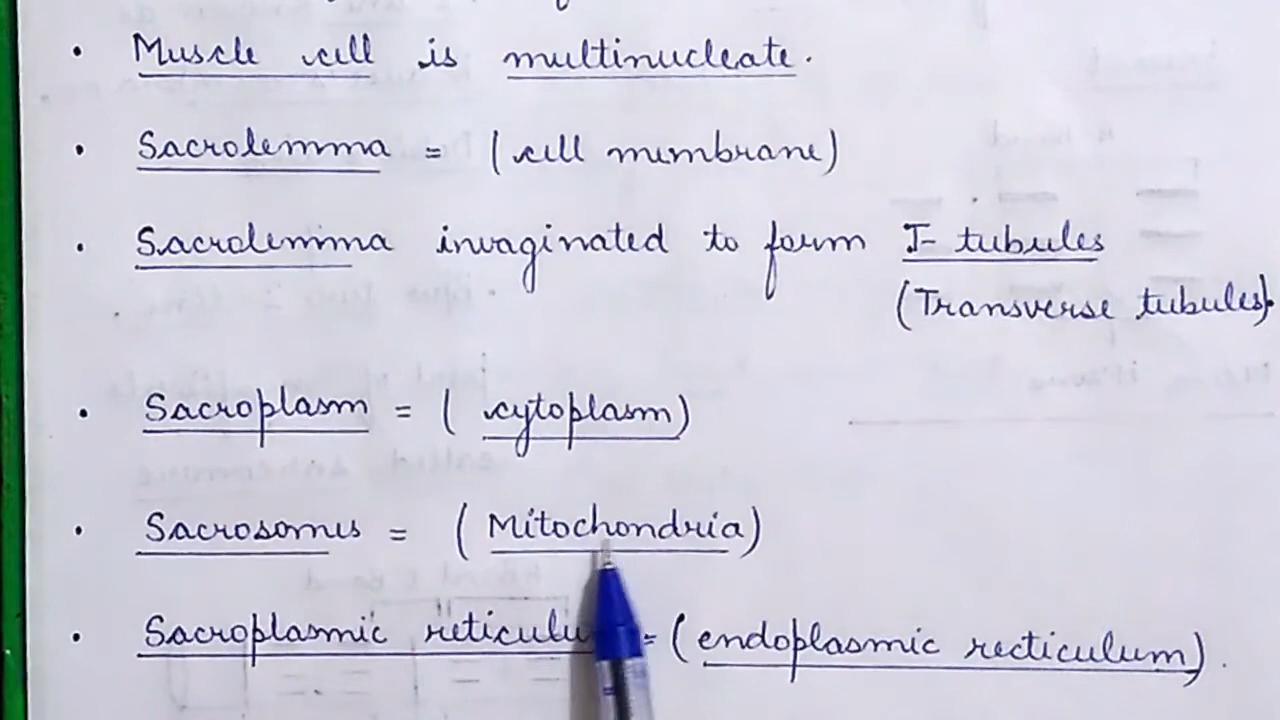 • Muscle cell is multinucleate.
• Sacrolemma = (cell membrane)
• Sacrolemma invaginated to form T- tubules
(Transverse tubules).
• Sacroplasm = ( cytoplasm)
• Sacrosomes = ( Mitochondria)
• Sacroplasmic = (endoplasmic recticulum).